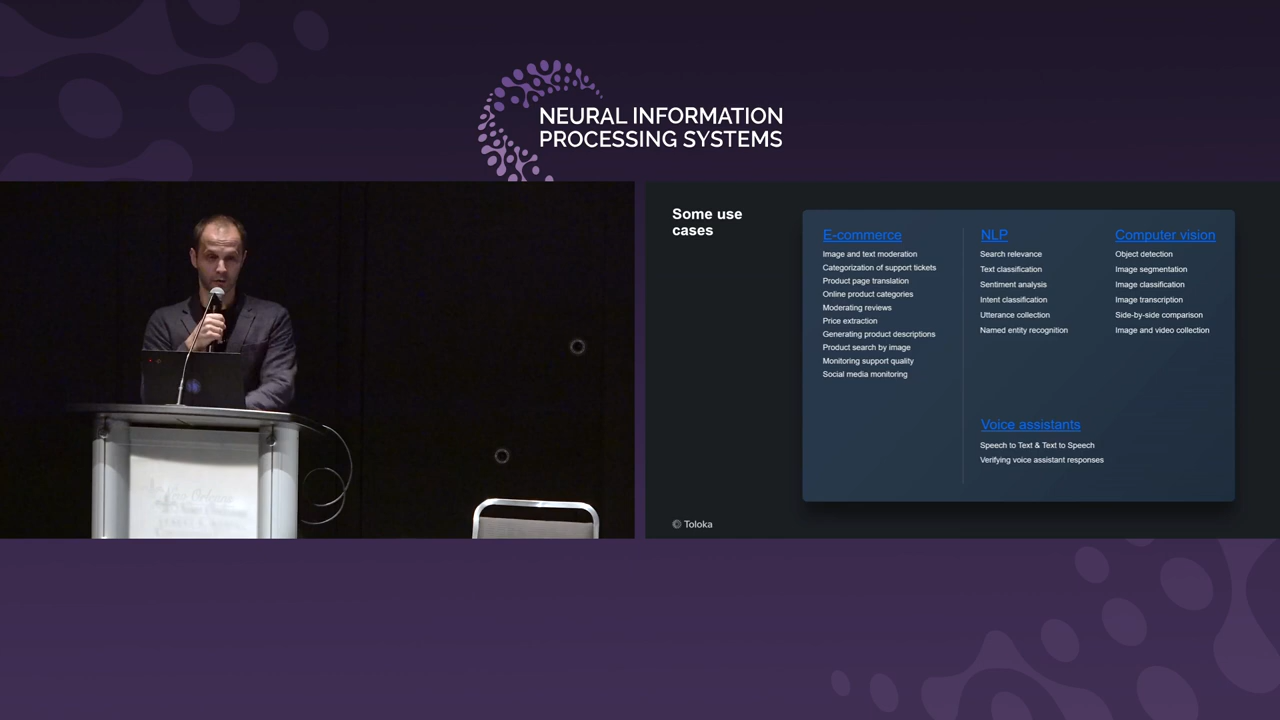 NEURAL INFORMATION
PROCESSING SYSTEMS
Some use
cases
E-commerce
Image and text moderation
Categorization of support tickets
Product page translation
Online product categories
Moderating reviews
Price extraction
Generating product descriptions
Product search by image
Monitoring support quality
Social media monitoring
NLP
Search relevance
Text classification
Sentiment analysis
Intent classification
Utterance collection
Named entity recognition
Computer vision
Object detection
Image segmentation
Image classification
Image transcription
Side-by-side comparison
Image and video collection
Voice assistants
Speech to Text & Text to Speech
Verifying voice assistant responses
Toloka